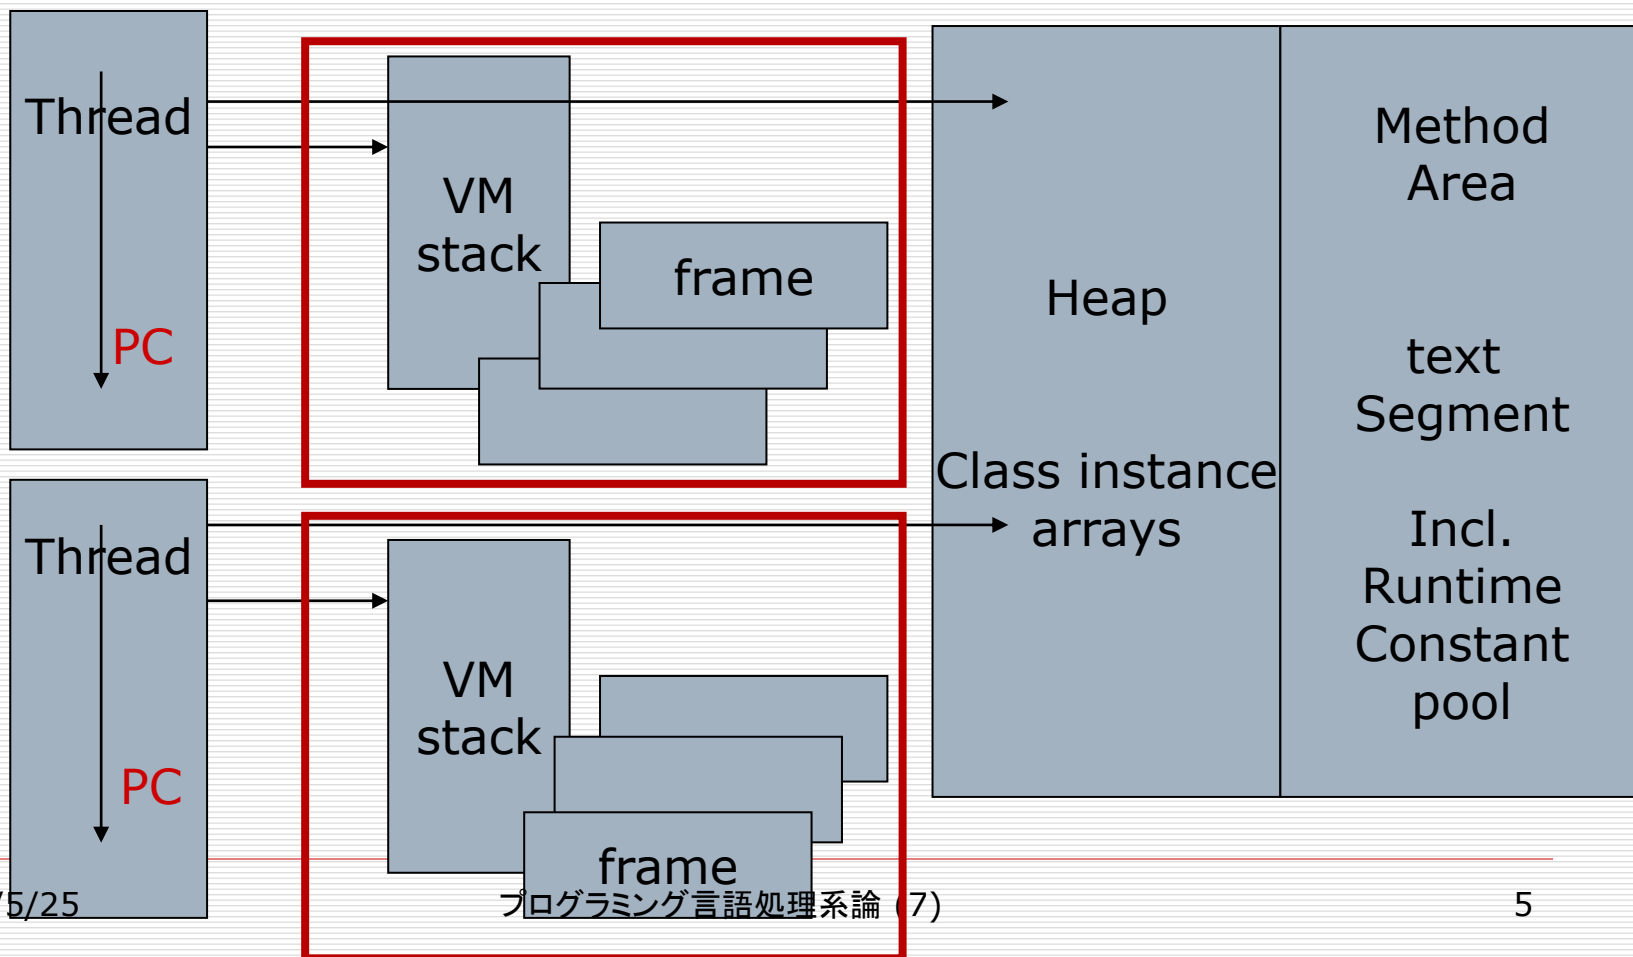 Thread
PC
VM
stack
frame
Thread
PC
VM
stack
frame
Heap
Class instance
arrays
Method
Area
text
Segment
Incl.
Runtime
Constant
pool
/5/25
プログラミング言語処理系論 (7)
5